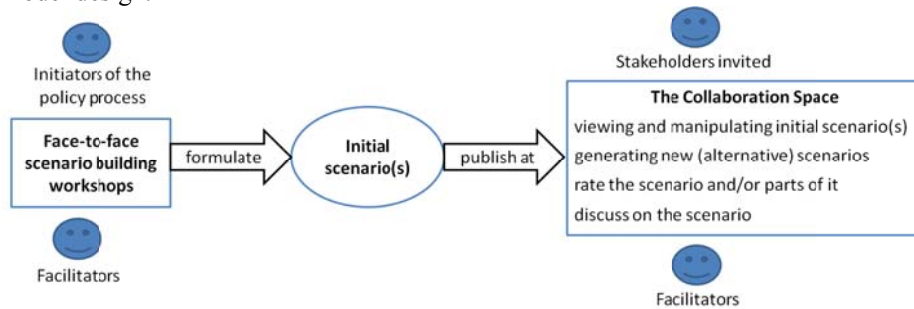 Initiators of the
policy process
Face-to-face
scenario building
workshops
Facilitators
formulate
Initial
scenario(s)
publish at
Stakeholders invited
The Collaboration Space
viewing and manipulating initial scenario(s)
generating new (alternative) scenarios
rate the scenario and/or parts of it
discuss on the scenario
Facilitators